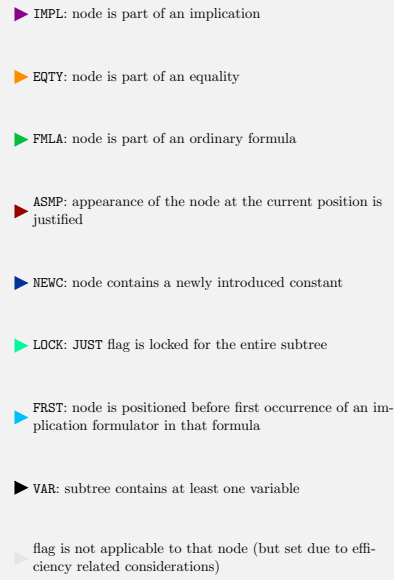 IMPL: node is part of an implication
EQTY: node is part of an equality
FMLA: node is part of an ordinary formula
ASMP: appearance of the node at the current position is
justified
NEWC: node contains a newly introduced constant
LOCK: JUST flag is locked for the entire subtree
FRST: node is positioned before first occurrence of an im-
plication formulator in that formula
VAR: subtree contains at least one variable
flag is not applicable to that node (but set due to effi-
ciency related considerations)